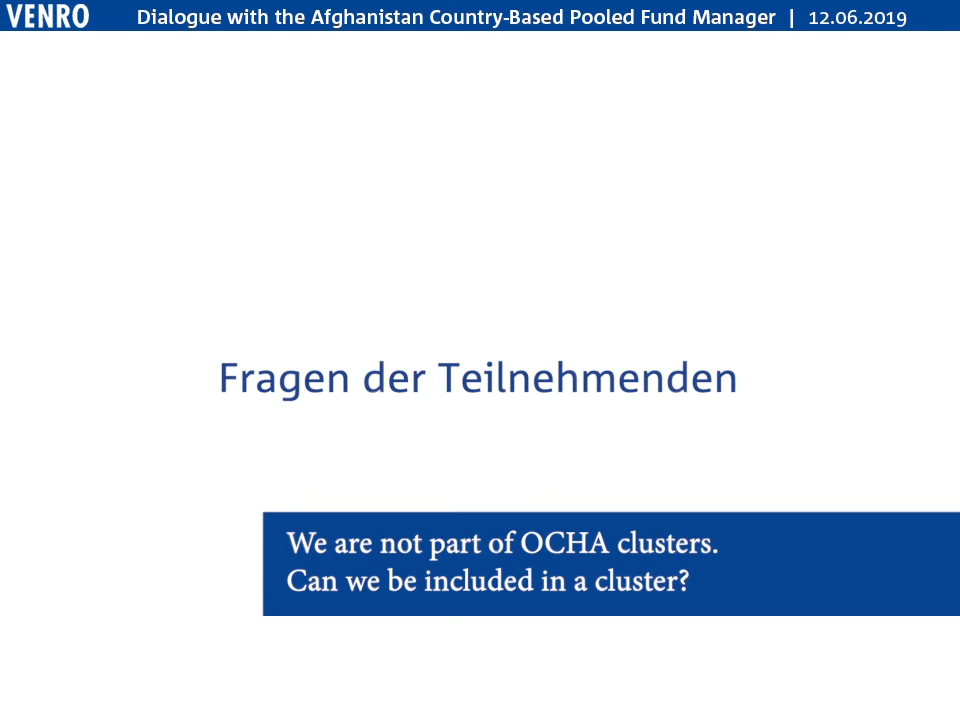 VENRO Dialogue with the Afghanistan Country-Based Pooled Fund Manager | 12.06.2019
Fragen der Teilnehmenden
We are not part of OCHA clusters.
Can we be included in a cluster?